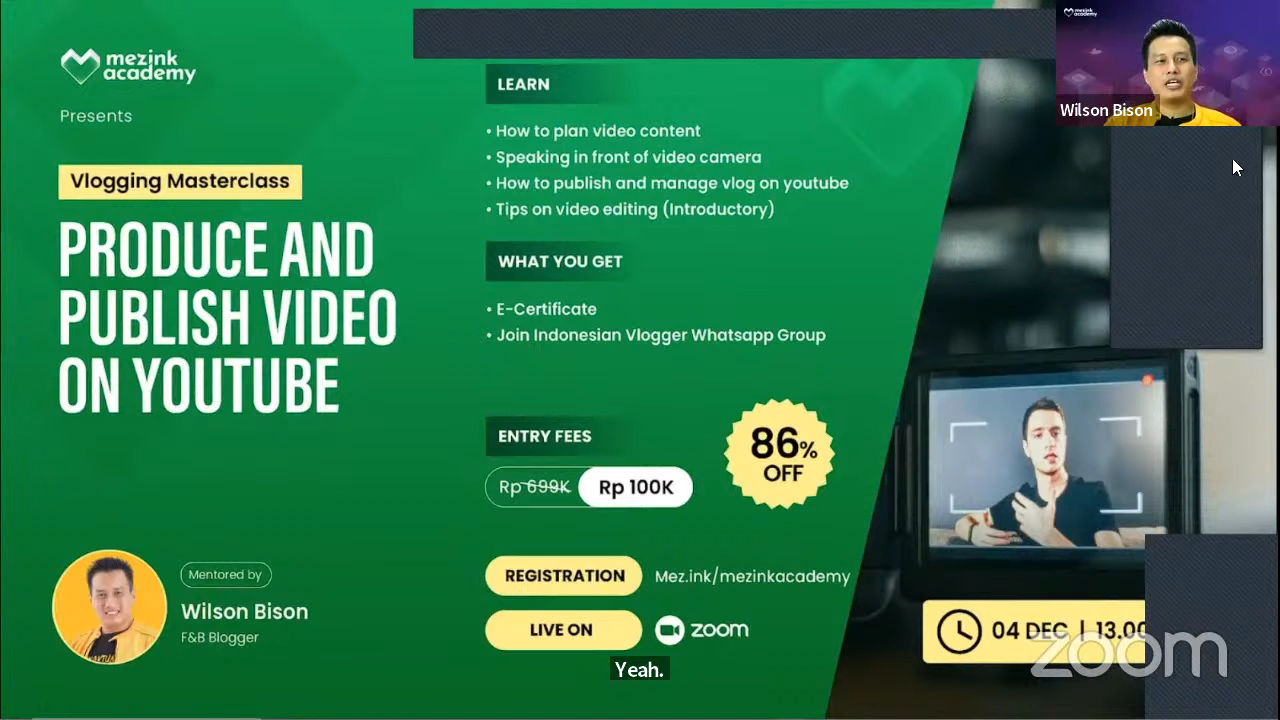 mezink
academy
Presents
Vlogging Masterclass
PRODUCE AND
PUBLISH VIDEO
ON YOUTUBE
Mentored by
Wilson Bison
F&B Blogger
LEARN
• How to plan video content
• Speaking in front of video camera
• How to publish and manage vlog on youtube
• Tips on video editing (Introductory)
WHAT YOU GET
• E-Certificate
• Join Indonesian Vlogger Whatsapp Group
ENTRY FEES
Rp 699K Rp 100K
86%
OFF
REGISTRATION Mez.ink/mezinkacademy
LIVE ON zoom
Yeah.
mezink
academy
Wilson Bison
04 DEC | 13.00
zoom